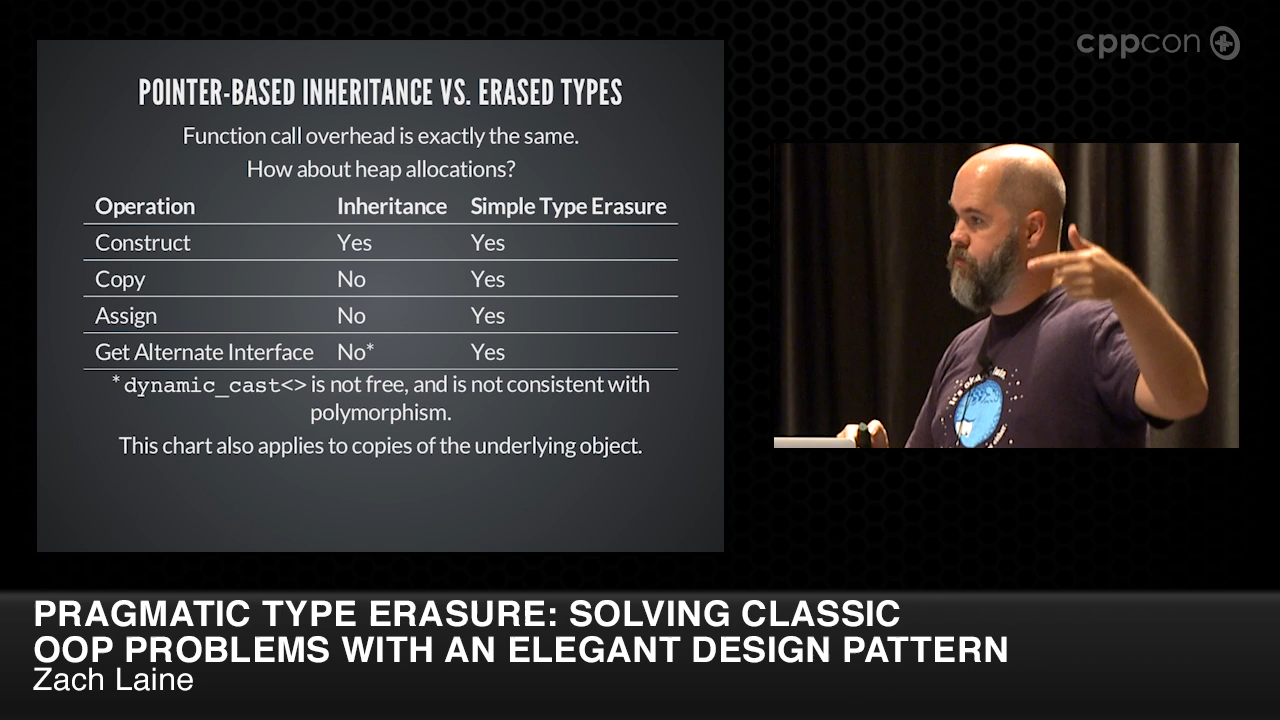 cppcon
POINTER-BASED INHERITANCE VS. ERASED TYPES
Function call overhead is exactly the same.
How about heap allocations?
Operation Inheritance Simple Type Erasure
Construct Yes Yes
Copy No Yes
Assign No Yes
Get Alternate Interface No* Yes
* dynamic_cast<> is not free, and is not consistent with
polymorphism.
This chart also applies to copies of the underlying object.
PRAGMATIC TYPE ERASURE: SOLVING CLASSIC
OOP PROBLEMS WITH AN ELEGANT DESIGN PATTERN
Zach Laine